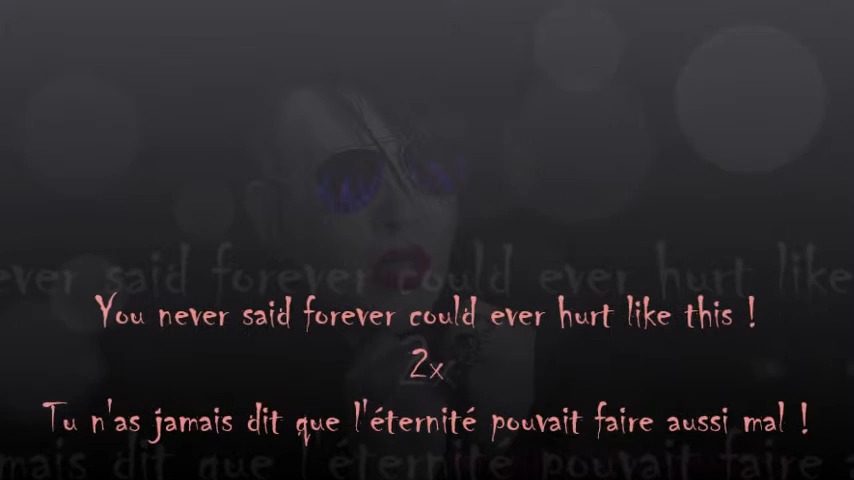 ever said forever could ever hurt like
You never said forever could ever hurt like this !
2x
Tu n'as jamais dit que l'éternité pouvait faire aussi mal !
mais dit que l'éternité pouvait faire a